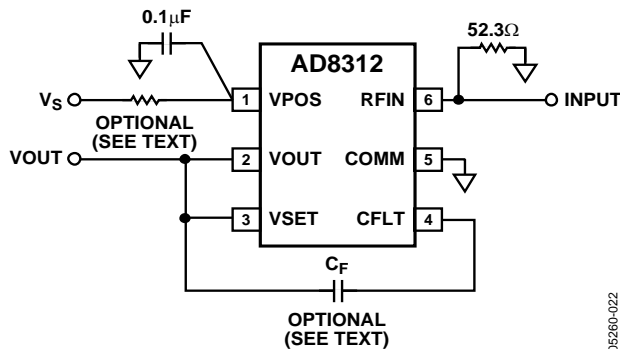 0.1μF
52.3Ω
AD8312
VS
1 VPOS RFIN 6
INPUT
OPTIONAL
(SEE TEXT)
VOUT
2 VOUT COMM 5
3 VSET CFLT 4
CF
OPTIONAL
(SEE TEXT)
05260-022